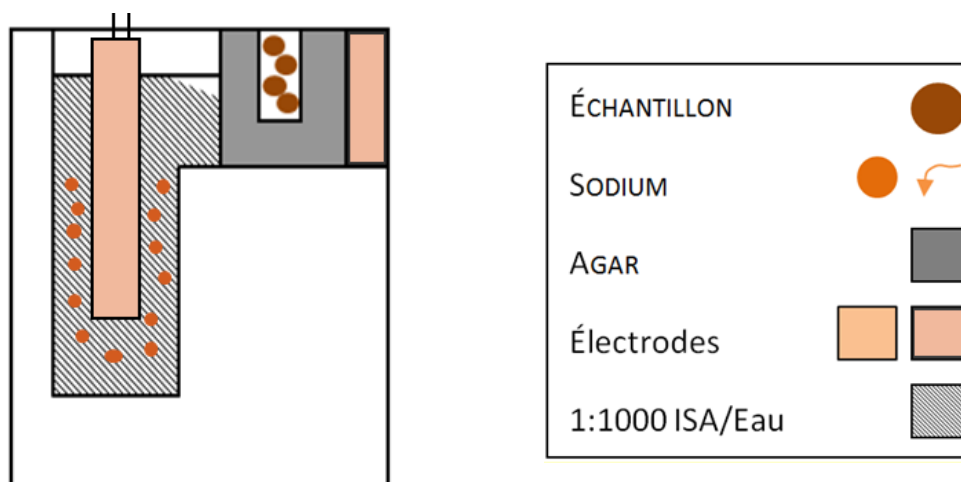 ÉCHANTILLON
SODIUM
AGAR
Électrodes
1:1000 ISA/Eau